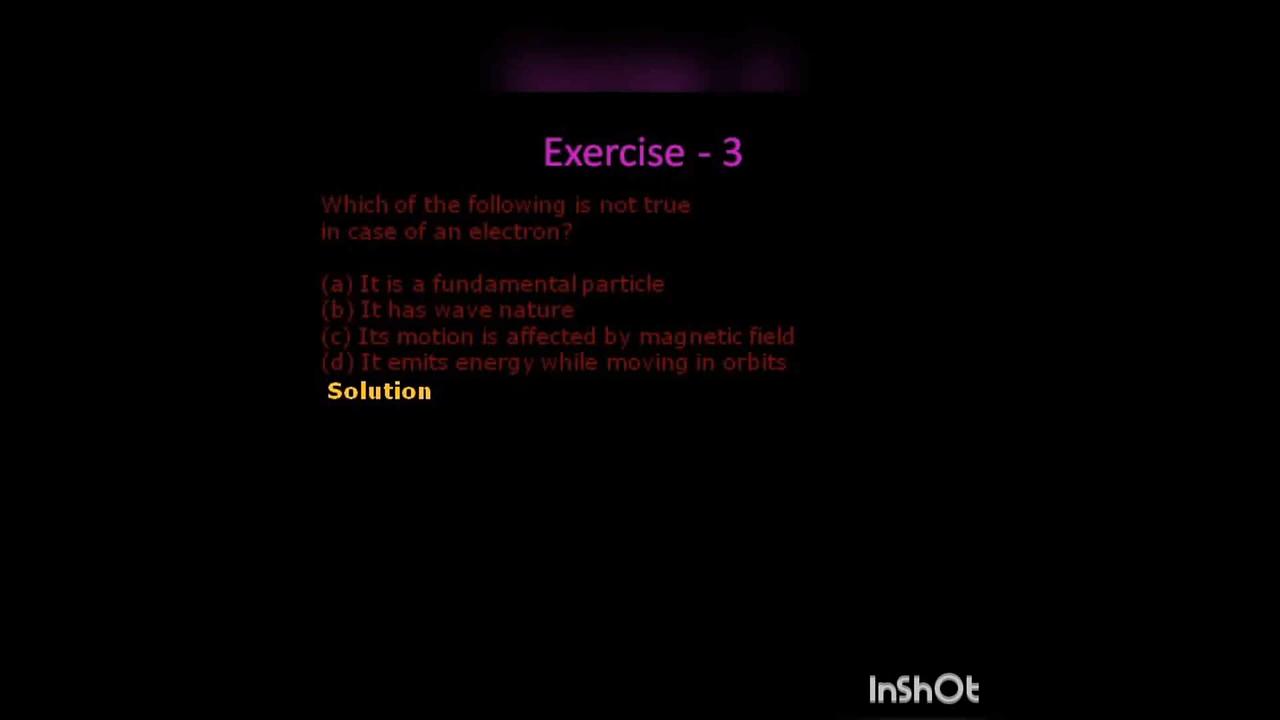 Exercise - 3
Which of the following is not true
in case of an electron?
(a) It is a fundamental particle
(b) It has wave nature
(c) Its motion is affected by magnetic field
(d) It emits energy while moving in orbits
Solution
InShOt